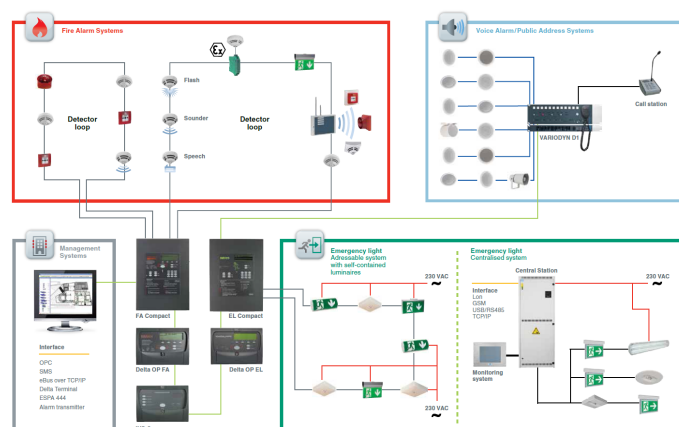 Fire Alarm Systems
Flash
Detector
loop
Sounder
Detector
loop
Speech
Voice Alarm/Public Address Systems
Call station
VARIODYN D1
Management
Systems
Interface
OPC
SMS
eBus over TCP/IP
Delta Terminal
ESPA 444
Alarm transmitter
FA Compact
EL Compact
Delta OP FA
Delta OP EL
Emergency light
Adressable system
with self-contained
luminaires
230 VAC
~
230 VAC
~
Emergency light
Centralised system
Central Station
230 VAC
~
Interface
Lon
GSM
USB/RS485
TCP/IP
Monitoring
system